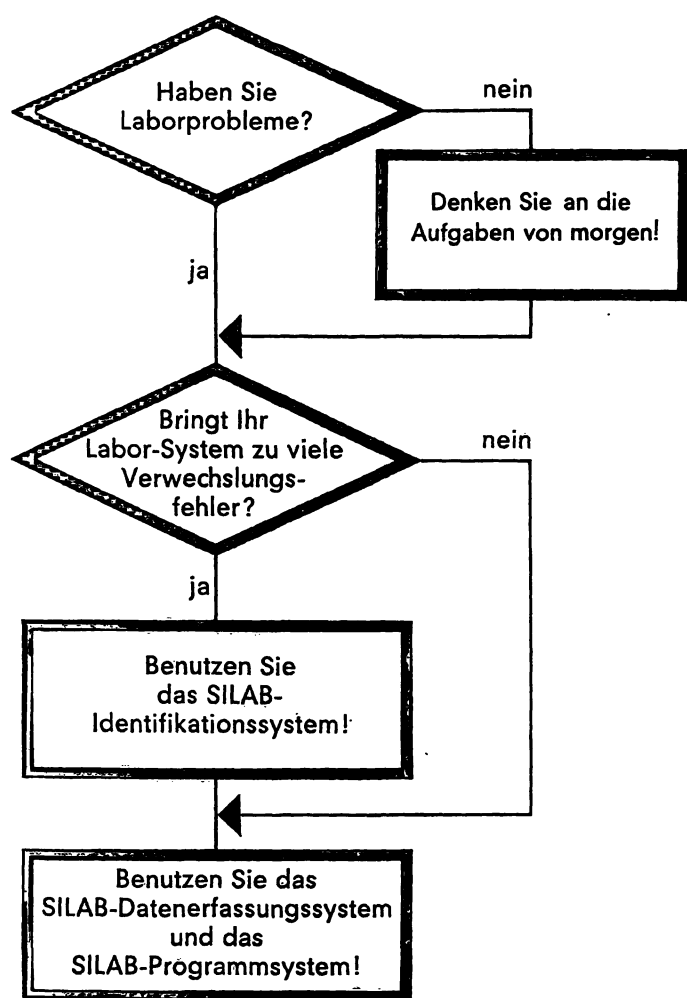 Haben Sie
Laborprobleme?
nein
Denken Sie an die
Aufgaben von morgen!
ja
Bringt Ihr
Labor-System zu viele
Verwechslungs-
fehler?
nein
ja
Benutzen Sie
das SILAB-
Identifikationssystem!
Benutzen Sie das
SILAB-Datenerfassungssystem
und das
SILAB-Programmsystem!